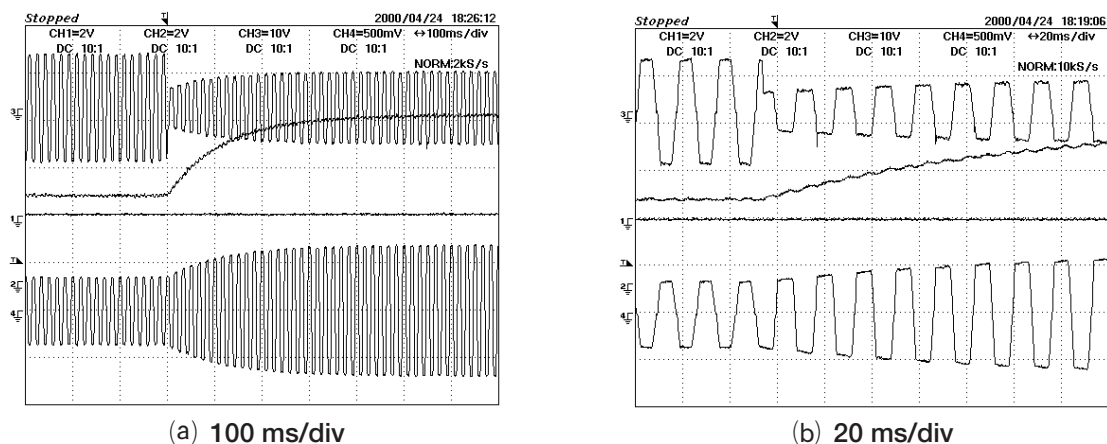 Stopped 2000/04/24 18:26:12
CH1=2V CH2=2V CH3=10V CH4=500mV ↔100ms/div
DC 10:1 DC 10:1 DC 10:1 DC 10:1
NORM:2kS/s
3
1
T
2
4
(a) 100 ms/div
Stopped 2000/04/24 18:19:06
CH1=2V CH2=2V CH3=10V CH4=500mV ↔20ms/div
DC 10:1 DC 10:1 DC 10:1 DC 10:1
NORM:10kS/s
3
1
T
2
4
(b) 20 ms/div